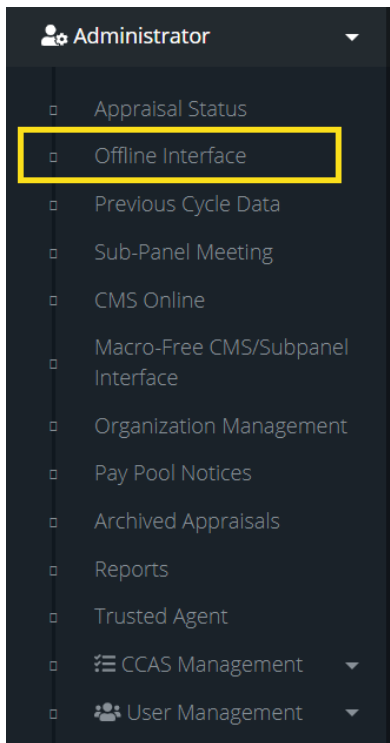 Administrator
Appraisal Status
Offline Interface
Previous Cycle Data
Sub-Panel Meeting
CMS Online
Macro-Free CMS/Subpanel
Interface
Organization Management
Pay Pool Notices
Archived Appraisals
Reports
Trusted Agent
CCAS Management
User Management